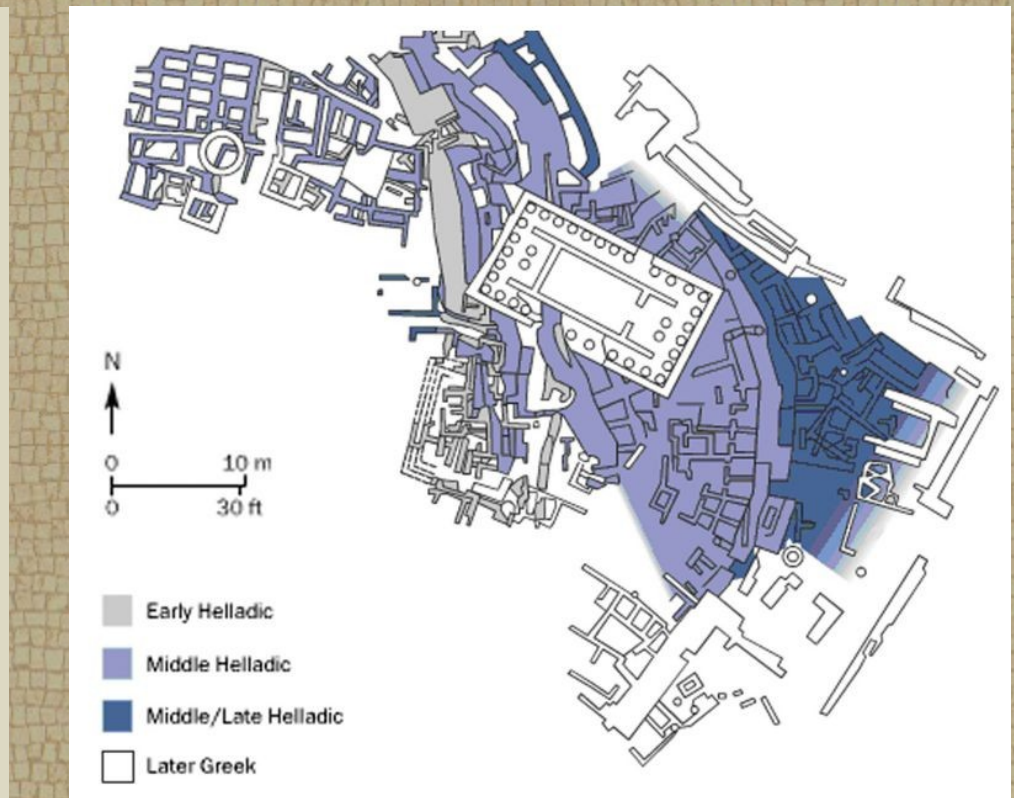 N
0 10 m
0 30 ft
Early Helladic
Middle Helladic
Middle/Late Helladic
Later Greek